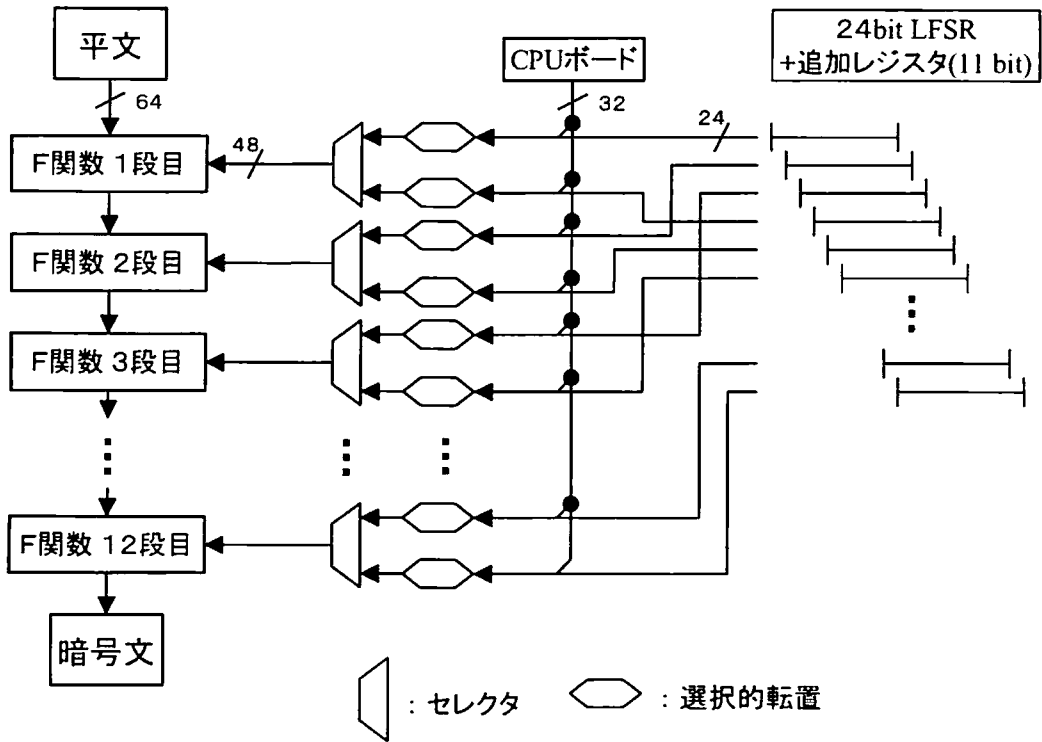 平文
64
F関数 1段目
48
F関数 2段目
F関数 3段目
F関数 12段目
暗号文
CPUボード
32
24
24bit LFSR
+追加レジスタ(11 bit)
: セレクタ
: 選択的転置